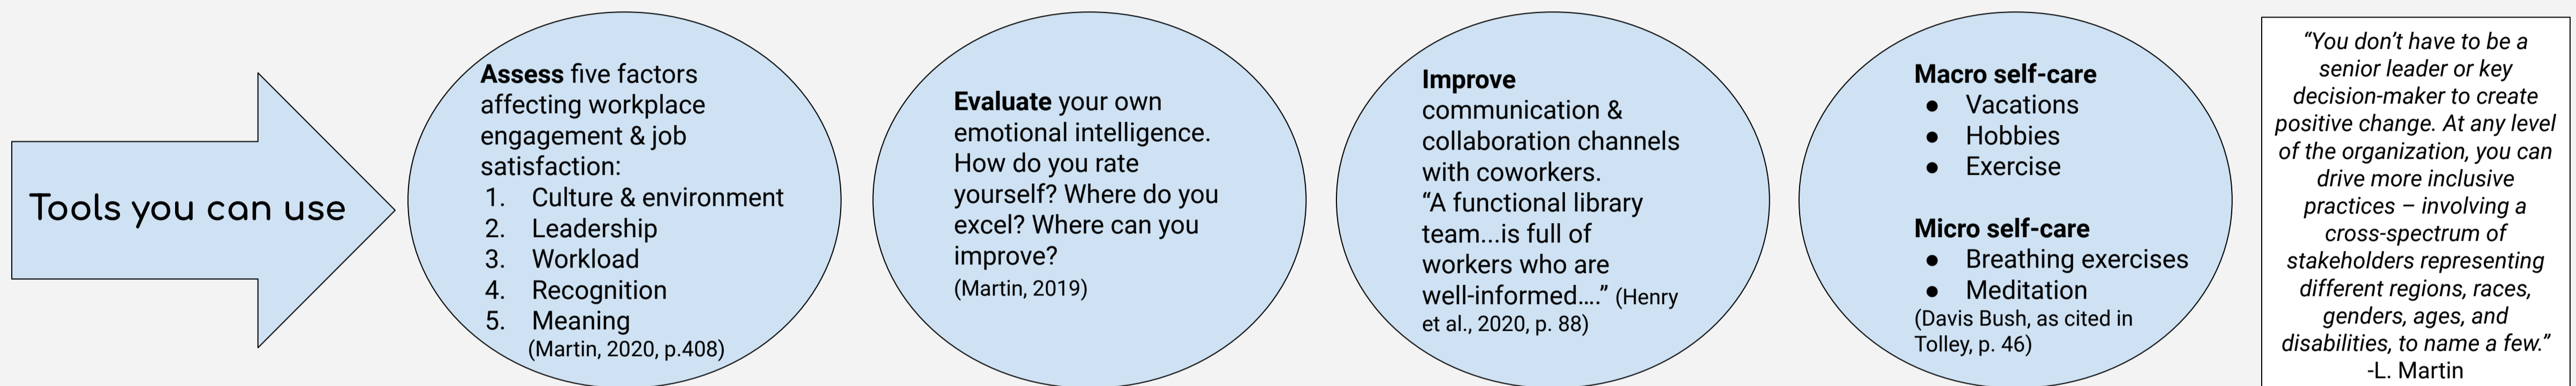 Tools you can use
Assess five factors
affecting workplace
engagement & job
satisfaction:
1. Culture & environment
2. Leadership
3. Workload
4. Recognition
5. Meaning
(Martin, 2020, p.408)
Evaluate your own
emotional intelligence.
How do you rate
yourself? Where do you
excel? Where can you
improve?
(Martin, 2019)
Improve
communication &
collaboration channels
with coworkers.
“A functional library
team...is full of
workers who are
well-informed....” (Henry
et al., 2020, p. 88)
Macro self-care
● Vacations
● Hobbies
● Exercise
Micro self-care
● Breathing exercises
● Meditation
(Davis Bush, as cited in
Tolley, p. 46)
“You don’t have to be a
senior leader or key
decision-maker to create
positive change. At any level
of the organization, you can
drive more inclusive
practices – involving a
cross-spectrum of
stakeholders representing
different regions, races,
genders, ages, and
disabilities, to name a few.”
-L. Martin